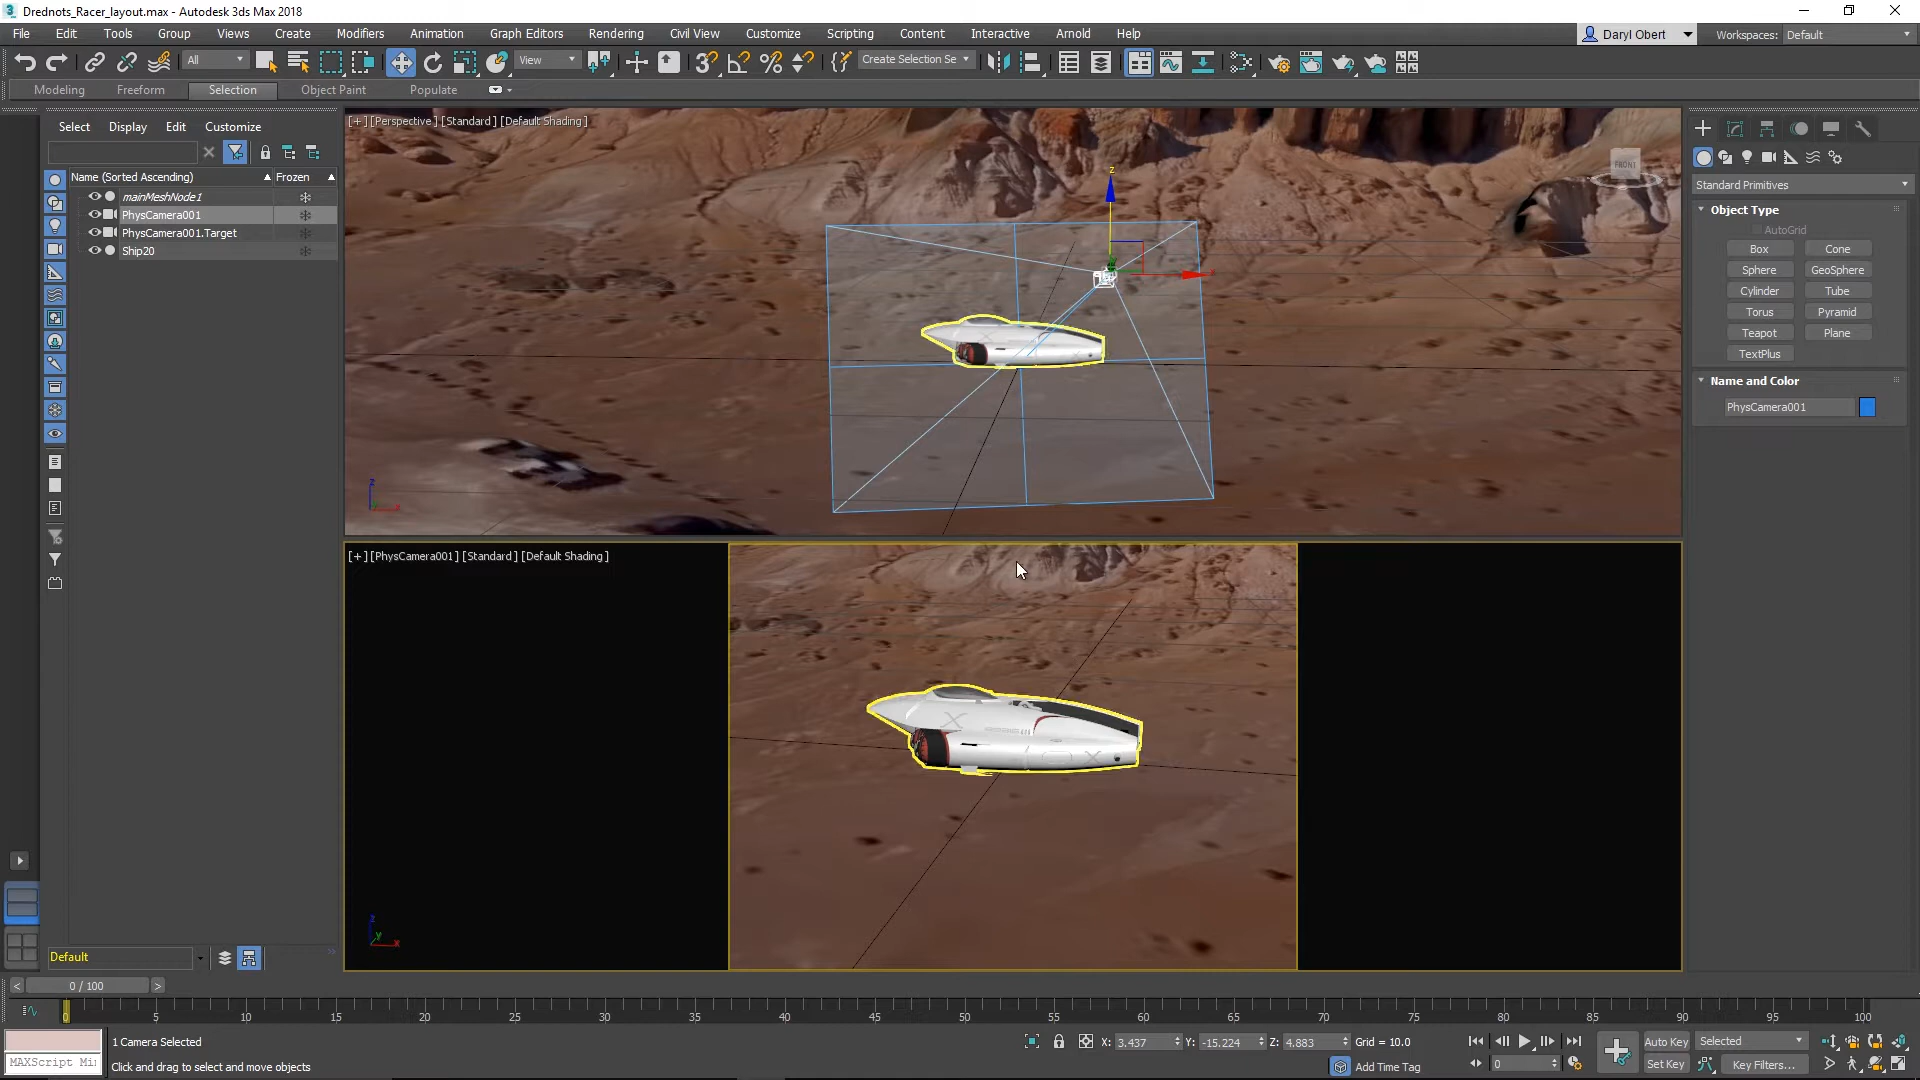 Drednots_Racer_layout.max - Autodesk 3ds Max 2018
File Edit Tools Group Views Create Modifiers Animation Graph Editors Rendering Civil View Customize Scripting Content Interactive Arnold Help
Daryl Obert Workspaces: Default
All View Create Selection Se
Modeling Freeform Selection Object Paint Populate
Select Display Edit Customize
Name (Sorted Ascending) Frozen
mainMeshNode1
PhysCamera001
PhysCamera001.Target
Ship20
[+] [Perspective] [Standard] [Default Shading]
z
x
FRONT
z
[+] [PhysCamera001] [Standard] [Default Shading]
z
y
x
Standard Primitives
Object Type
AutoGrid
Box Cone
Sphere GeoSphere
Cylinder Tube
Torus Pyramid
Teapot Plane
TextPlus
Name and Color
PhysCamera001
Default
< 0 / 100 >
0 5 10 15 20 25 30 35 40 45 50 55 60 65 70 75 80 85 90 95 100
1 Camera Selected
X: 3.437 Y: -15.224 Z: 4.883 Grid = 10.0
Auto Key Selected
MAXScript Mi
Click and drag to select and move objects
Add Time Tag
0
Set Key Key Filters...